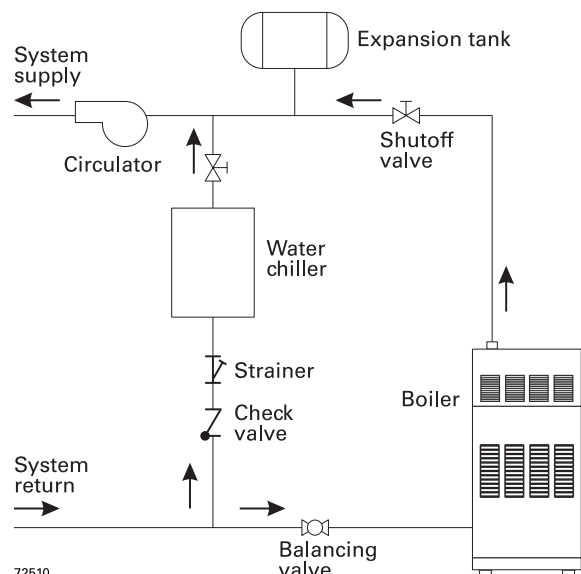 Expansion tank
System
supply
Circulator
Shutoff
valve
Water
chiller
Strainer
Boiler
Check
valve
System
return
Balancing
valve
72510